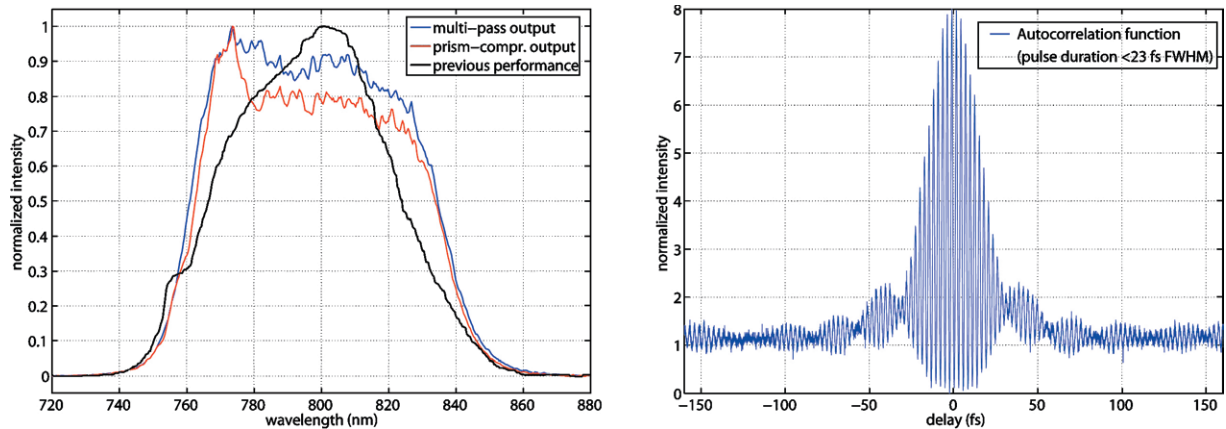 1
0.9
0.8
0.7
0.6
0.5
0.4
0.3
0.2
0.1
0
normalized intensity
720 740 760 780 800 820 840 860 880
wavelength (nm)
multi-pass output
prism-compr. output
previous performance
8
7
6
5
4
3
2
1
0
normalized intensity
−150 −100 −50 0 50 100 150
delay (fs)
Autocorrelation function
(pulse duration <23 fs FWHM)